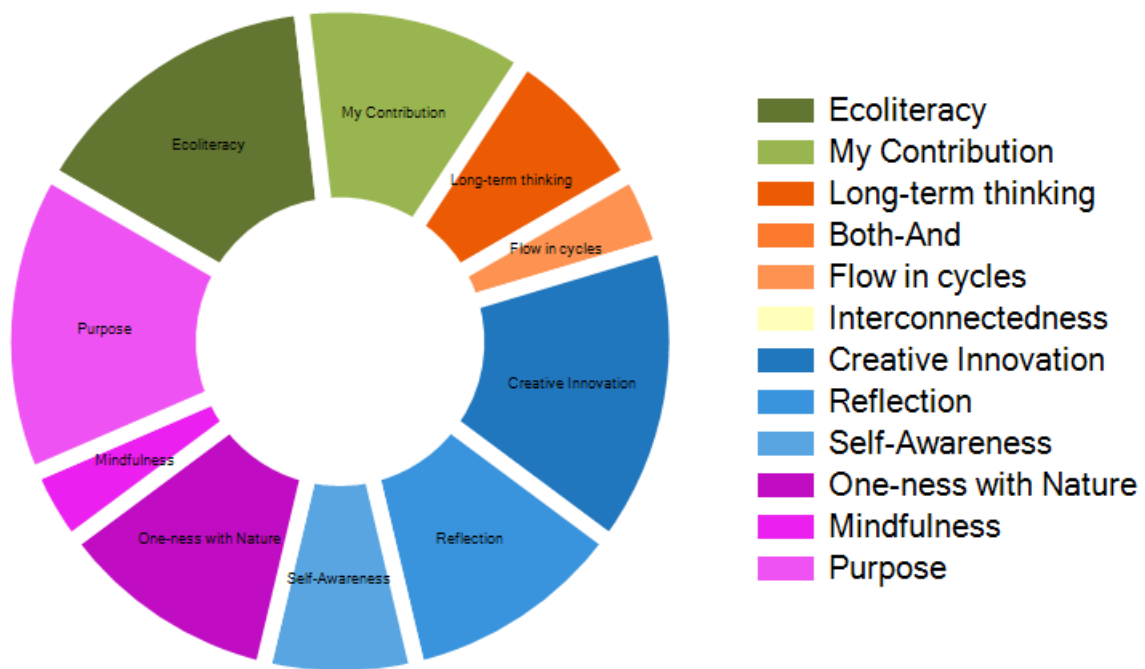 My Contribution
Ecoliteracy
Long-term thinking
Flow in cycles
Purpose
Creative Innovation
Mindfulness
One-ness with Nature
Reflection
Self-Awareness
Ecoliteracy
My Contribution
Long-term thinking
Both-And
Flow in cycles
Interconnectedness
Creative Innovation
Reflection
Self-Awareness
One-ness with Nature
Mindfulness
Purpose